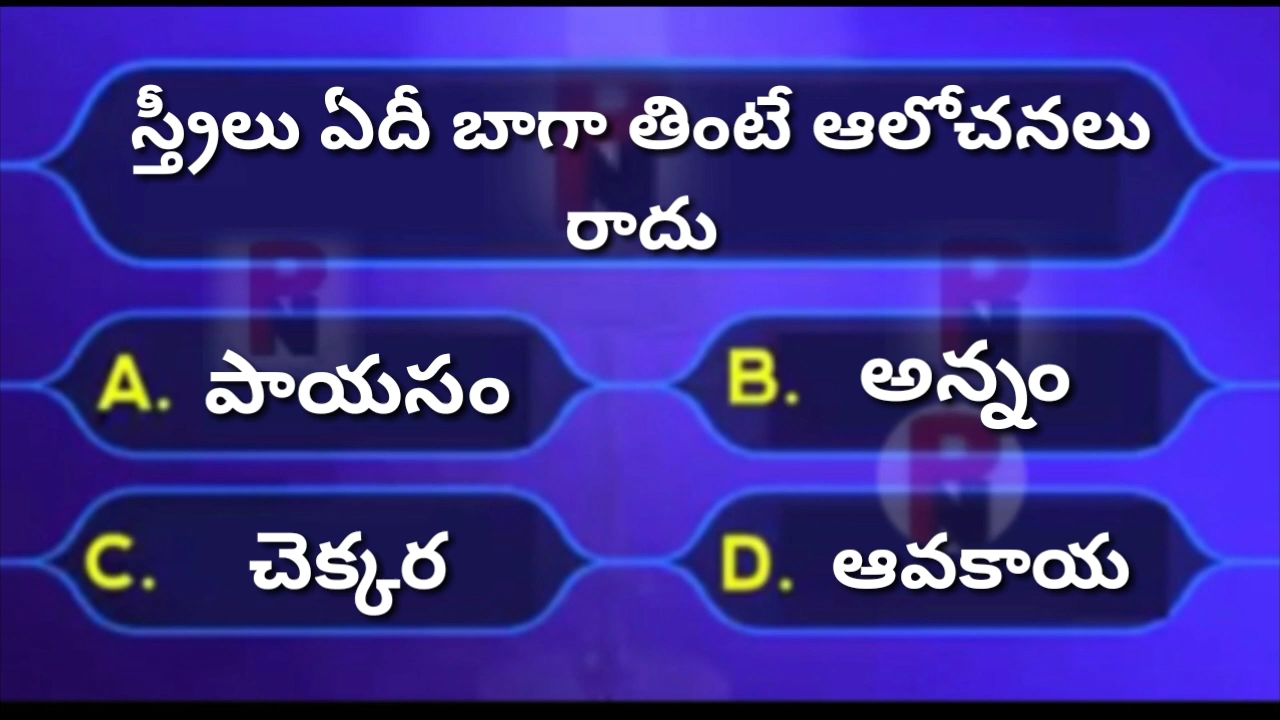 స్త్రీలు ఏదీ బాగా తింటే ఆలోచనలు
రాదు
A. పాయసం
B. అన్నం
C. చెక్కర
D. ఆవకాయ